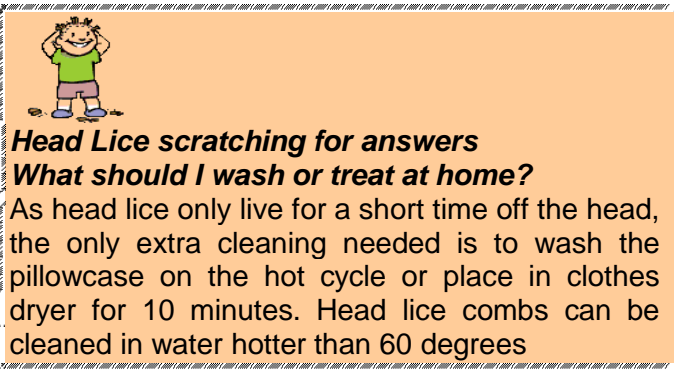 Head Lice scratching for answers
What should I wash or treat at home?
As head lice only live for a short time off the head,
the only extra cleaning needed is to wash the
pillowcase on the hot cycle or place in clothes
dryer for 10 minutes. Head lice combs can be
cleaned in water hotter than 60 degrees